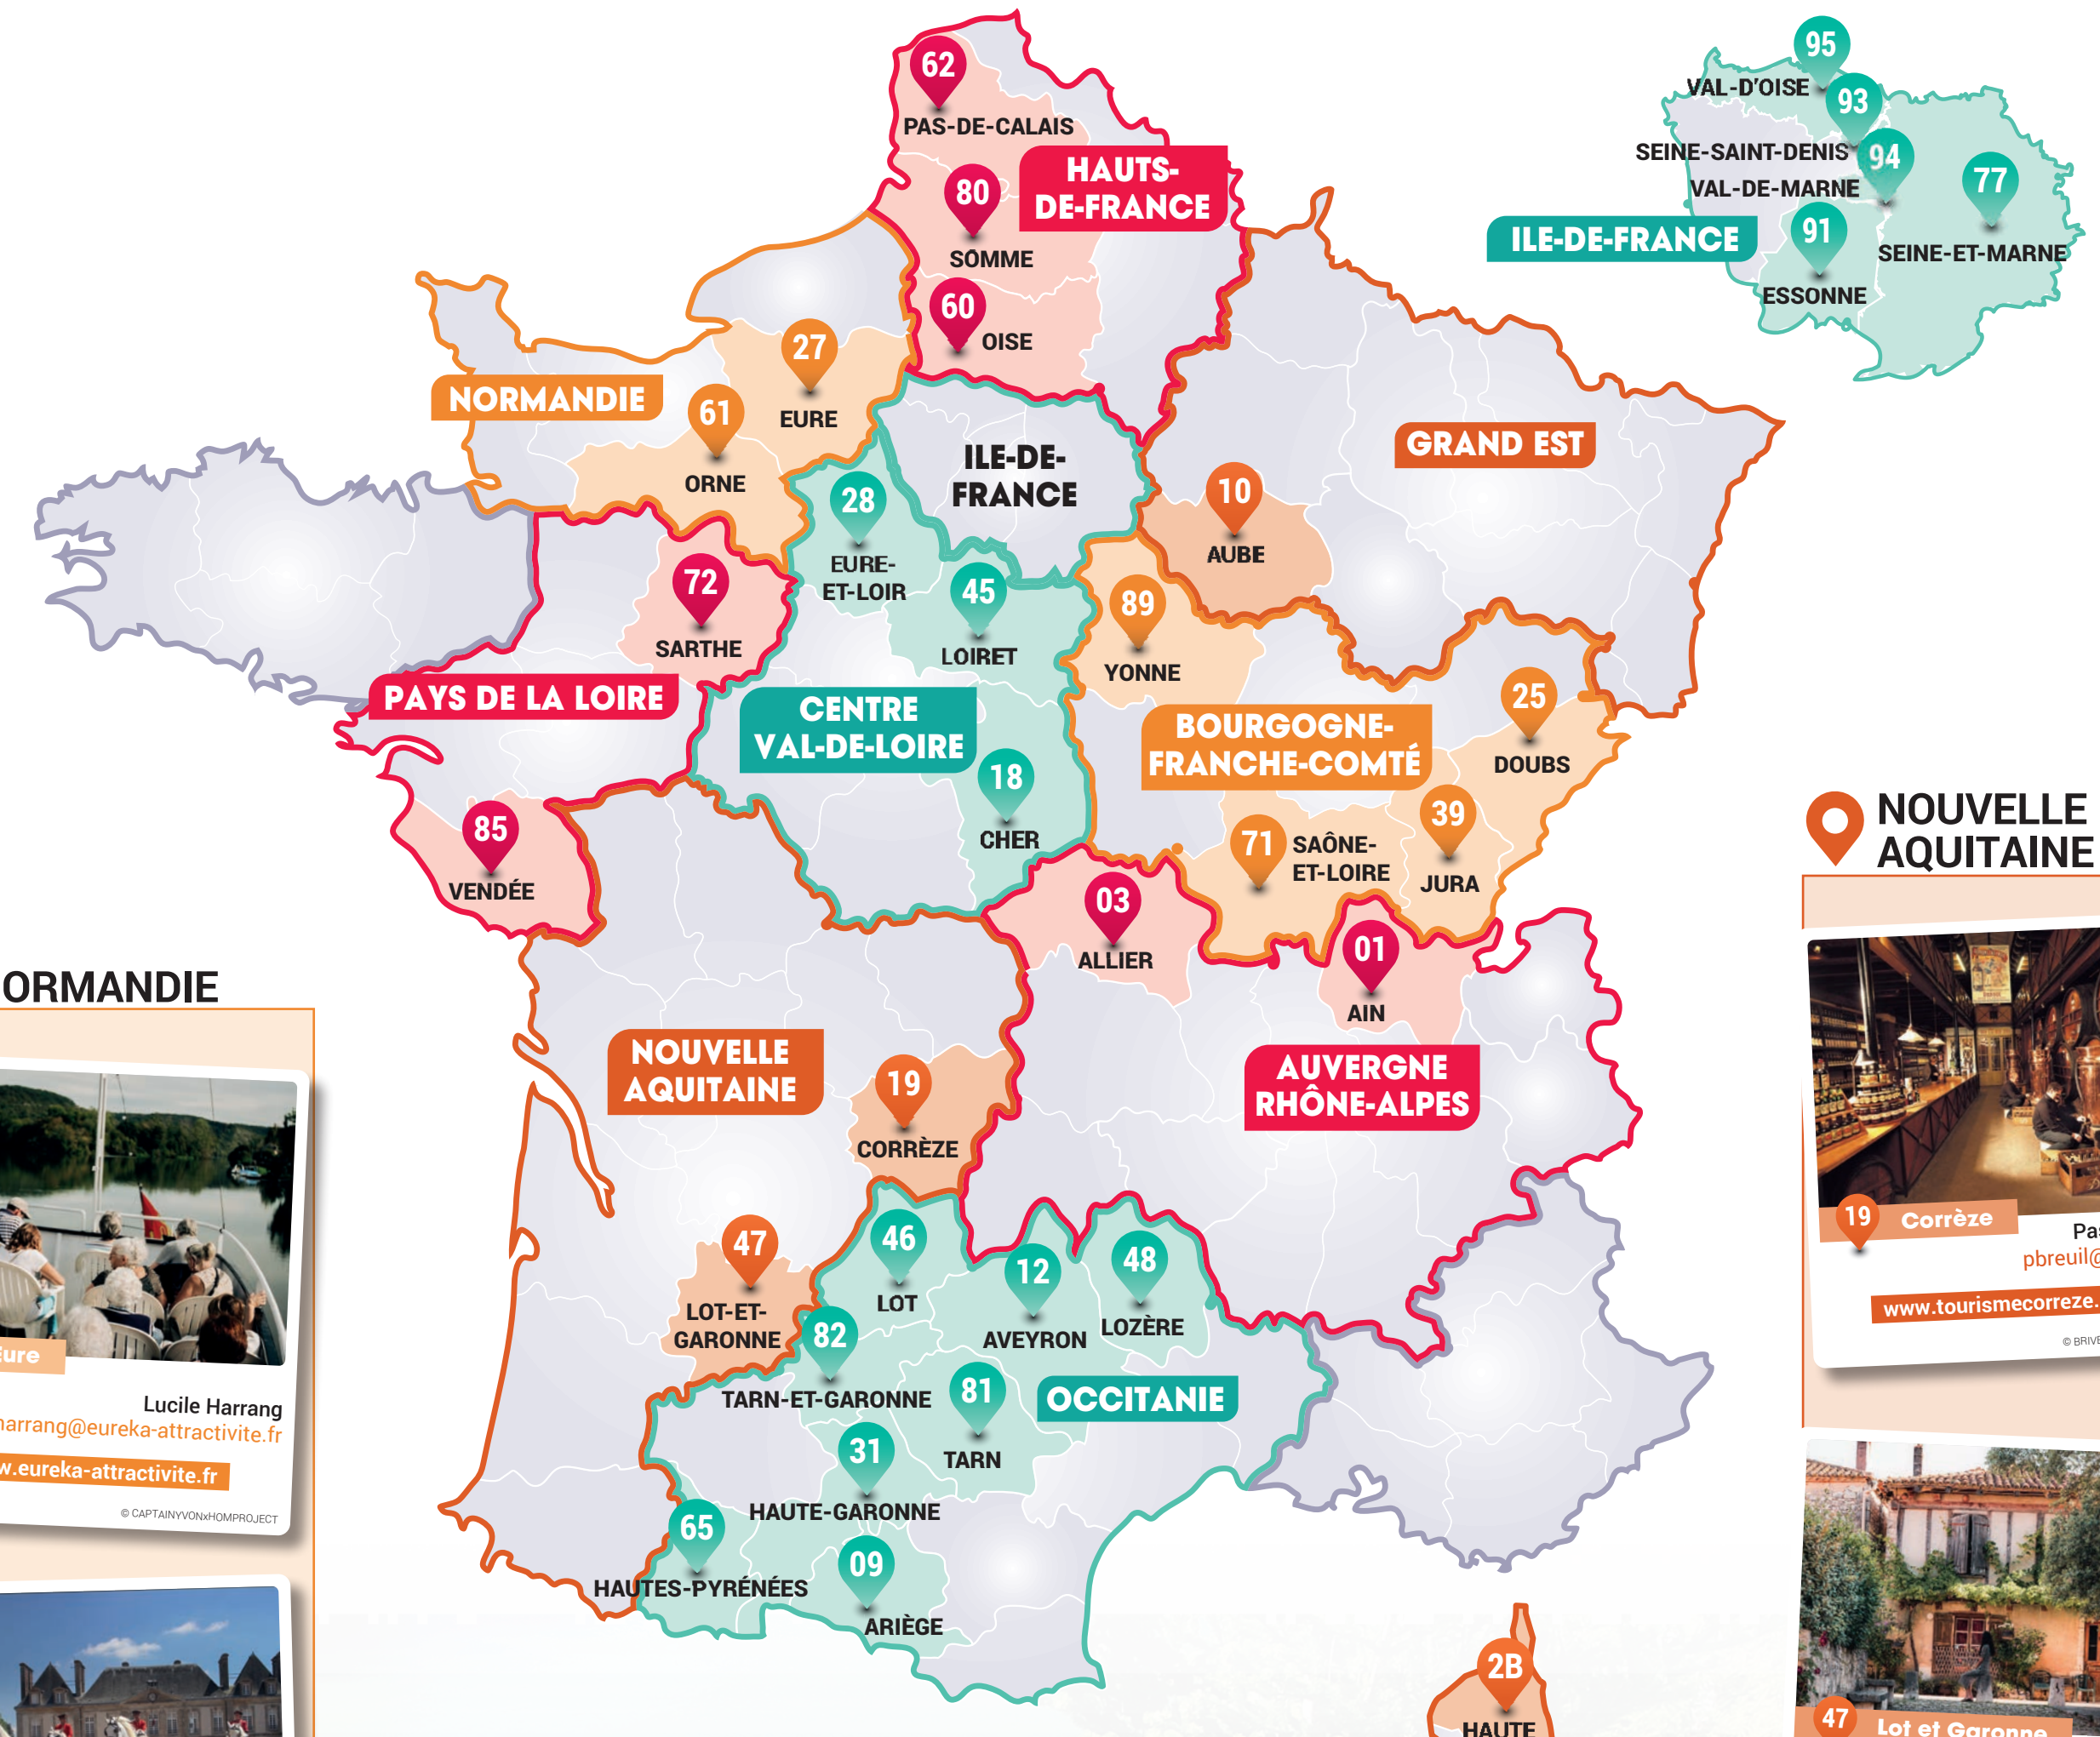 62
PAS-DE-CALAIS
HAUTS-
DE-FRANCE
80
SOMME
60
OISE
95
VAL-D'OISE
93
SEINE-SAINT-DENIS
94
VAL-DE-MARNE
77
SEINE-ET-MARNE
ILE-DE-FRANCE
91
ESSONNE
27
EURE
NORMANDIE
61
ORNE
ILE-DE-
FRANCE
GRAND EST
10
AUBE
28
EURE-
ET-LOIR
45
LOIRET
72
SARTHE
89
YONNE
PAYS DE LA LOIRE
CENTRE
VAL-DE-LOIRE
BOURGOGNE-
FRANCHE-COMTÉ
25
DOUBS
18
CHER
39
JURA
71
SAÔNE-
ET-LOIRE
85
VENDÉE
03
ALLIER
01
AIN
NOUVELLE
AQUITAINE
19
CORRÈZE
AUVERGNE
RHÔNE-ALPES
47
LOT-ET-
GARONNE
46
LOT
12
AVEYRON
48
LOZÈRE
82
TARN-ET-GARONNE
81
TARN
OCCITANIE
31
HAUTE-GARONNE
65
HAUTES-PYRÉNÉES
09
ARIÈGE
2B
HAUTE
ORMANDIE
ure
Lucile Harrang
harrang@eureka-attractivite.fr
w.eureka-attractivite.fr
© CAPTAINYVONxHOMPROJECT
NOUVELLE
AQUITAINE
19
Corrèze
Pas
pbreuil@
www.tourismecorreze.
© BRIVE
47
Lot et Garonne